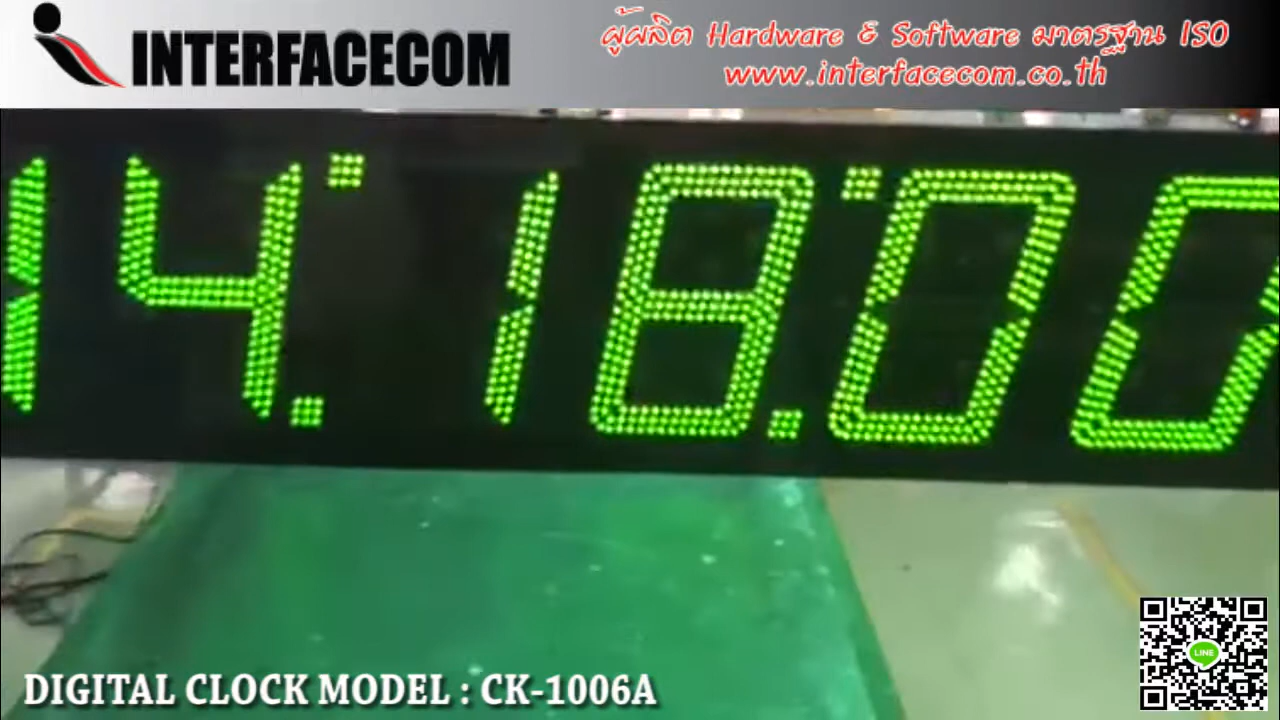 INTERFACECOM
ผู้ผลิต Hardware & Software มาตรฐาน ISO
www.interfacecom.co.th
14:18:00
DIGITAL CLOCK MODEL : CK-1006A
LINE